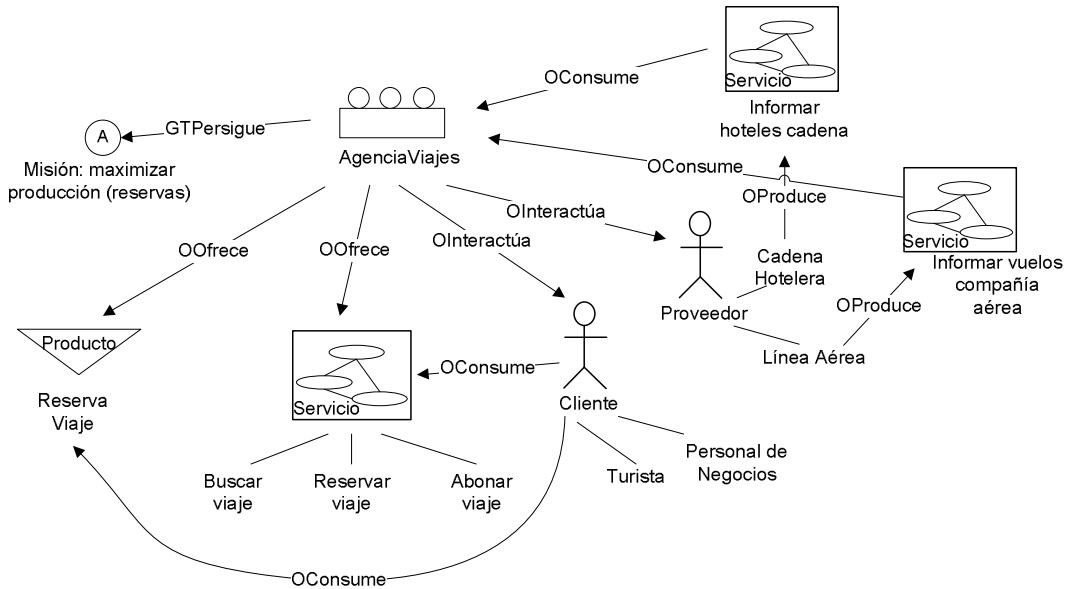 Servicio
Informar
hoteles cadena
OConsume
GTPersigue
A
Misión: maximizar
producción (reservas)
AgenciaViajes
OConsume
OProduce
Servicio
Informar vuelos
compañía
aérea
OInteractúa
OInteractúa
OOfrece
OOfrece
Cadena
Hotelera
Proveedor
OProduce
Línea Aérea
Producto
Reserva
Viaje
Servicio
OConsume
Cliente
Buscar
viaje
Reservar
viaje
Abonar
viaje
Turista
Personal de
Negocios
OConsume